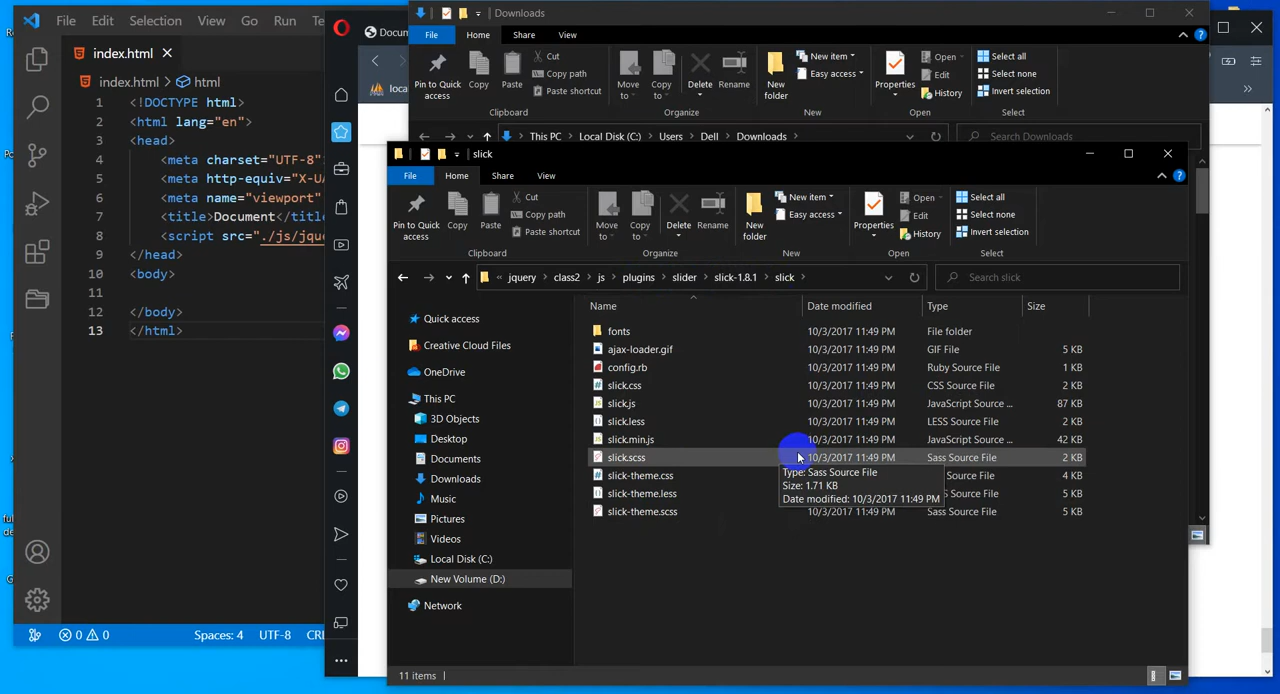 File Edit Selection View Go Run Te
index.html
index.html > html
1 <!DOCTYPE html>
2 <html lang="en">
3 <head>
4 <meta charset="UTF-8"
5 <meta http-equiv="X-UA
6 <meta name="viewport"
7 <title>Document</title
8 <script src="./js/jque
9 </head>
10 <body>
11
12 </body>
13 </html>
0 0 Spaces: 4 UTF-8 CRL
Docum
loca
Downloads
File Home Share View
Pin to Quick access
Copy
Paste
Cut
Copy path
Paste shortcut
Clipboard
Move to
Copy to
Delete
Rename
Organize
New folder
New item
Easy access
New
Properties
Open
Edit
History
Open
Select all
Select none
Invert selection
Select
This PC > Local Disk (C:) > Users > Dell > Downloads
Search Downloads
slick
File Home Share View
Pin to Quick access
Copy
Paste
Cut
Copy path
Paste shortcut
Clipboard
Move to
Copy to
Delete
Rename
Organize
New folder
New item
Easy access
New
Properties
Open
Edit
History
Open
Select all
Select none
Invert selection
Select
« jquery > class2 > js > plugins > slider > slick-1.8.1 > slick >
Search slick
Quick access
Creative Cloud Files
OneDrive
This PC
3D Objects
Desktop
Documents
Downloads
Music
Pictures
Videos
Local Disk (C:)
New Volume (D:)
Network
Name Date modified Type Size
fonts 10/3/2017 11:49 PM File folder
ajax-loader.gif 10/3/2017 11:49 PM GIF File 5 KB
config.rb 10/3/2017 11:49 PM Ruby Source File 1 KB
slick.css 10/3/2017 11:49 PM CSS Source File 2 KB
slick.js 10/3/2017 11:49 PM JavaScript Source ... 87 KB
slick.less 10/3/2017 11:49 PM LESS Source File 2 KB
slick.min.js 10/3/2017 11:49 PM JavaScript Source ... 42 KB
slick.scss 10/3/2017 11:49 PM Sass Source File 2 KB
slick-theme.css 4 KB
slick-theme.less 5 KB
slick-theme.scss 10/3/2017 11:49 PM Sass Source File 5 KB
Type: Sass Source File
Size: 1.71 KB
Date modified: 10/3/2017 11:49 PM
11 items